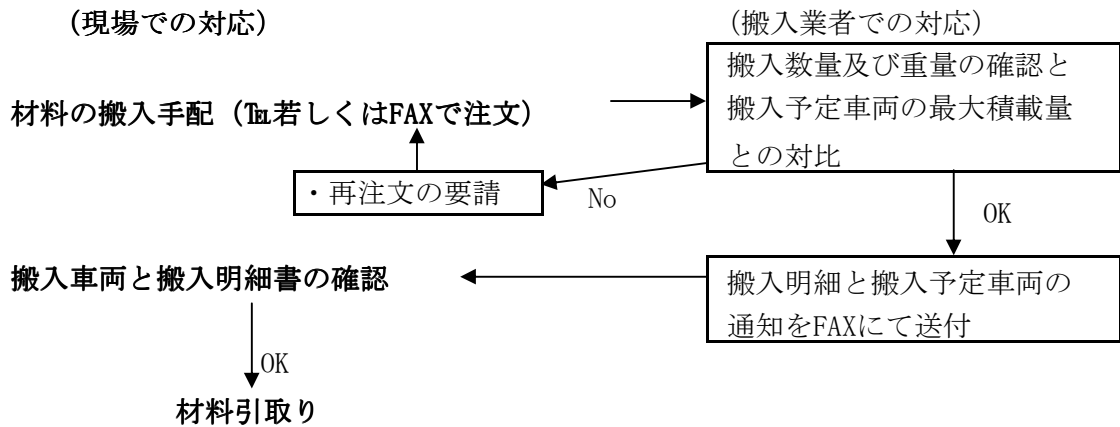 (現場での対応)
(搬入業者での対応)
搬入数量及び重量の確認と
搬入予定車両の最大積載量
との対比
材料の搬入手配(℡若しくはFAXで注文)
・再注文の要請
No
OK
搬入車両と搬入明細書の確認
搬入明細と搬入予定車両の
通知をFAXにて送付
OK
材料引取り